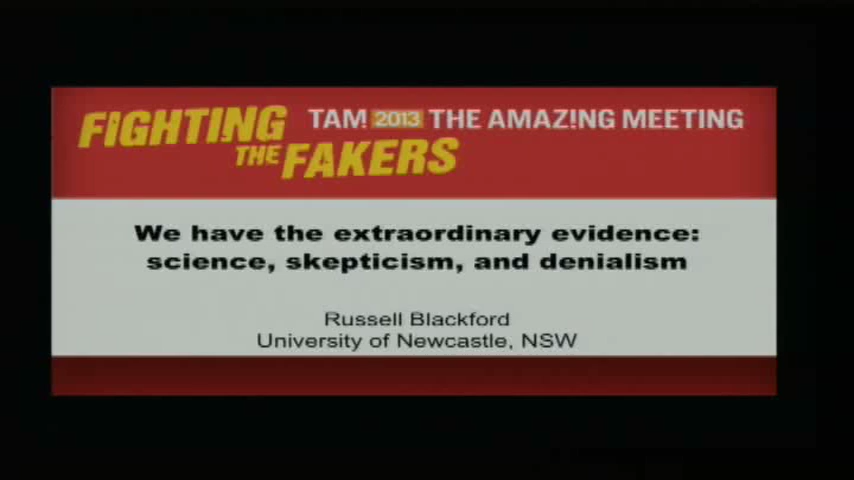 FIGHTING
THE FAKERS
TAM! 2013 THE AMAZ!NG MEETING
We have the extraordinary evidence:
science, skepticism, and denialism
Russell Blackford
University of Newcastle, NSW